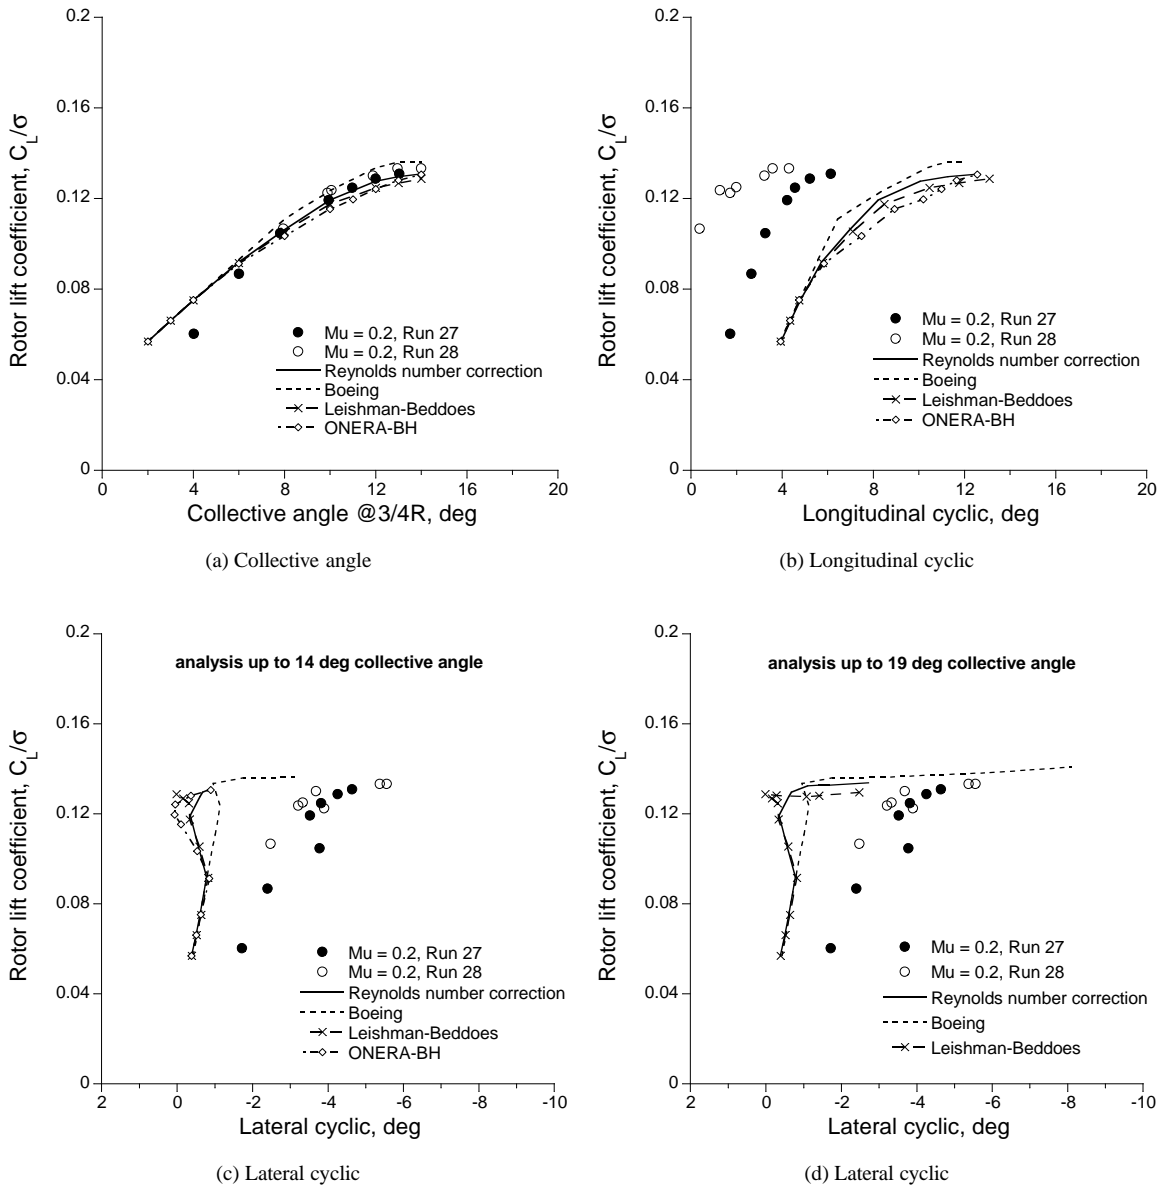 0.2
0.16
0.12
0.08
0.04
0
Rotor lift coefficient, C_L/σ
Mu = 0.2, Run 27
Mu = 0.2, Run 28
Reynolds number correction
Boeing
Leishman-Beddoes
ONERA-BH
0 4 8 12 16 20
Collective angle @3/4R, deg
(a) Collective angle
0.2
0.16
0.12
0.08
0.04
0
Rotor lift coefficient, C_L/σ
Mu = 0.2, Run 27
Mu = 0.2, Run 28
Reynolds number correction
Boeing
Leishman-Beddoes
ONERA-BH
0 4 8 12 16 20
Longitudinal cyclic, deg
(b) Longitudinal cyclic
0.2
0.16
0.12
0.08
0.04
0
Rotor lift coefficient, C_L/σ
analysis up to 14 deg collective angle
Mu = 0.2, Run 27
Mu = 0.2, Run 28
Reynolds number correction
Boeing
Leishman-Beddoes
ONERA-BH
2 0 -2 -4 -6 -8 -10
Lateral cyclic, deg
(c) Lateral cyclic
0.2
0.16
0.12
0.08
0.04
0
Rotor lift coefficient, C_L/σ
analysis up to 19 deg collective angle
Mu = 0.2, Run 27
Mu = 0.2, Run 28
Reynolds number correction
Boeing
Leishman-Beddoes
2 0 -2 -4 -6 -8 -10
Lateral cyclic, deg
(d) Lateral cyclic